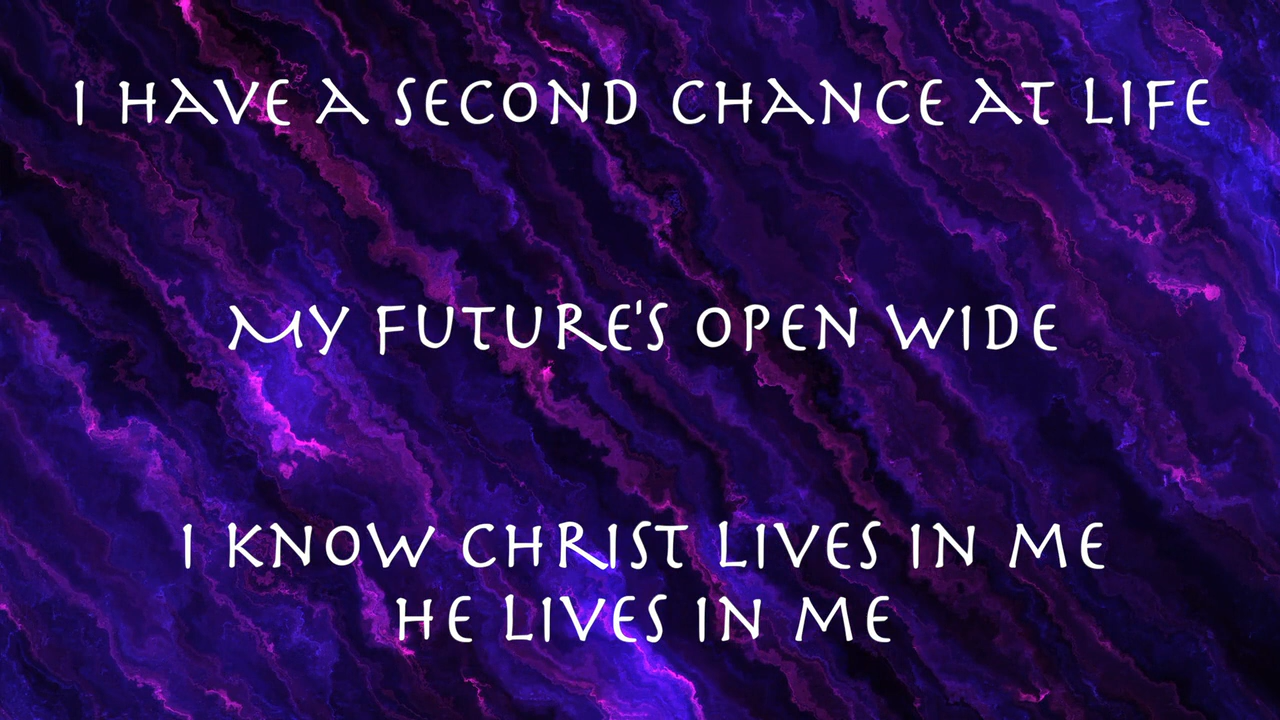 I HAVE A SECOND CHANCE AT LIFE
MY FUTURE'S OPEN WIDE
I KNOW CHRIST LIVES IN ME
HE LIVES IN ME